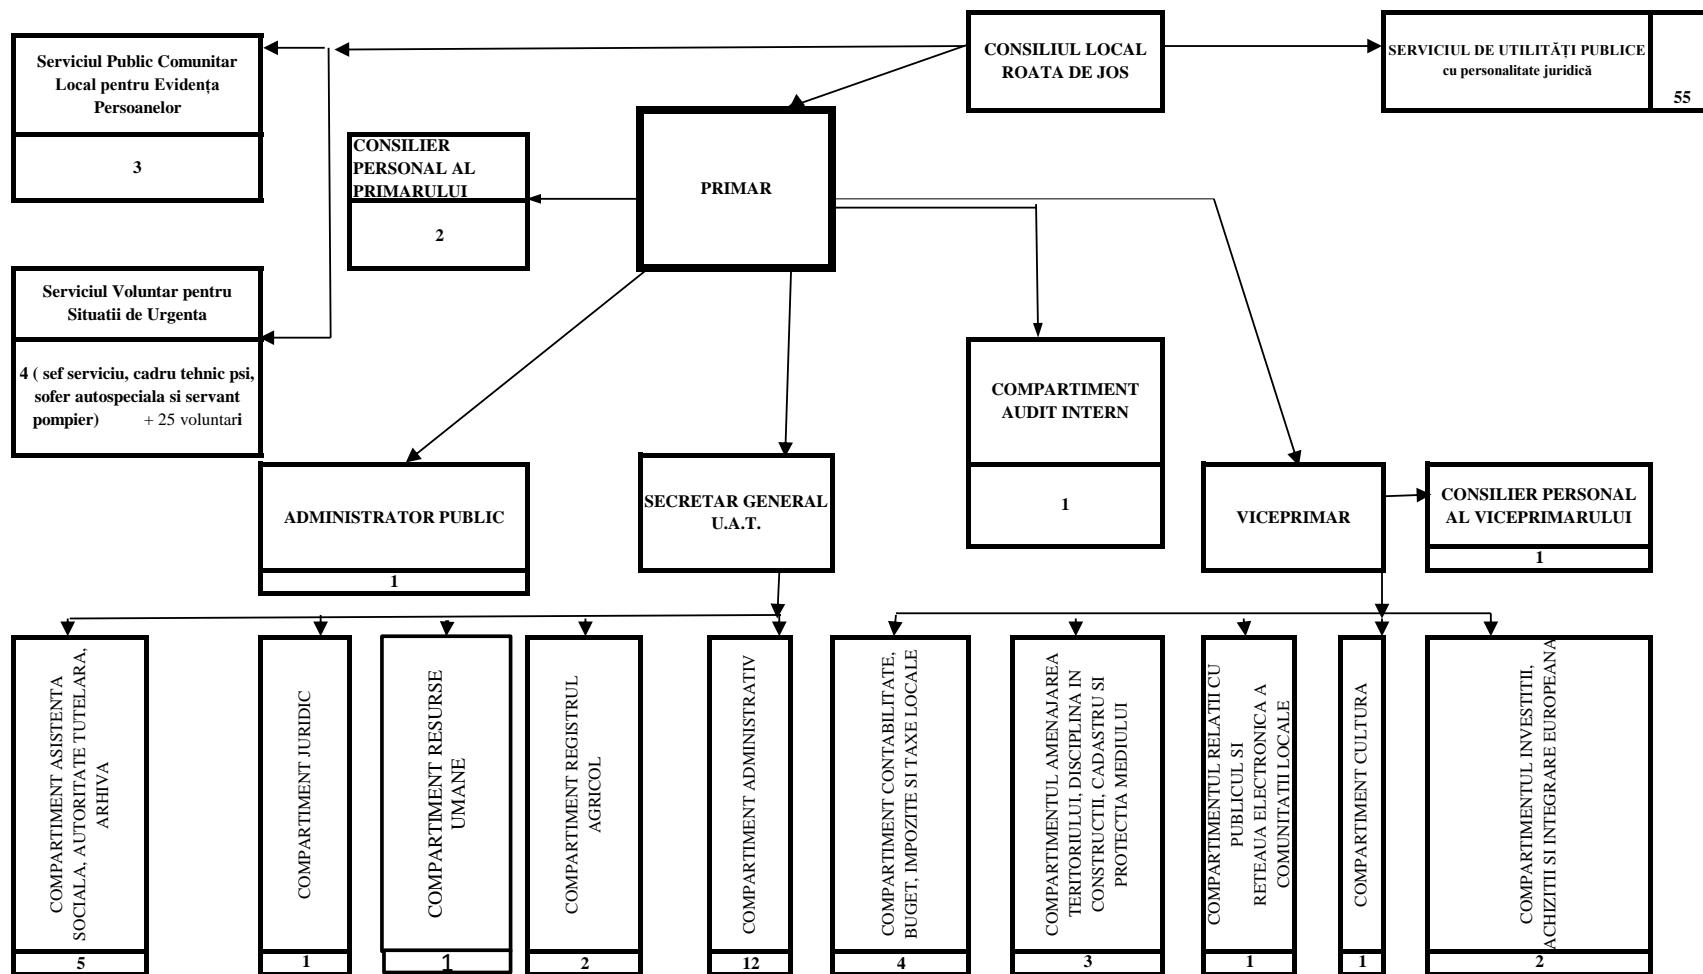 CONSILIUL LOCAL
ROATA DE JOS
SERVICIUL DE UTILITĂȚI PUBLICE
cu personalitate juridică
55
Serviciul Public Comunitar
Local pentru Evidența
Persoanelor
3
CONSILIER
PERSONAL AL
PRIMARULUI
2
PRIMAR
Serviciul Voluntar pentru
Situatii de Urgenta
4 ( sef serviciu, cadru tehnic psi,
sofer autospeciala si servant
pompier) + 25 voluntari
COMPARTIMENT
AUDIT INTERN
1
ADMINISTRATOR PUBLIC
1
SECRETAR GENERAL
U.A.T.
VICEPRIMAR
CONSILIER PERSONAL
AL VICEPRIMARULUI
1
COMPARTIMENT ASISTENTA
SOCIALA, AUTORITATE TUTELARA,
ARHIVA
5
COMPARTIMENT JURIDIC
1
COMPARTIMENT RESURSE
UMANE
1
COMPARTIMENT REGISTRUL
AGRICOL
2
COMPARTIMENT ADMINISTRATIV
12
COMPARTIMENT CONTABILITATE,
BUGET, IMPOZITE SI TAXE LOCALE
4
COMPARTIMENTUL AMENAJAREA
TERITORIULUI, DISCIPLINA IN
CONSTRUCTII, CADASTRU SI
PROTECTIA MEDIULUI
3
COMPARTIMENTUL RELATII CU
PUBLICUL SI
RETEAUA ELECTRONICA A
COMUNITATII LOCALE
1
COMPARTIMENT CULTURA
1
COMPARTIMENTUL INVESTITII,
ACHIZITII SI INTEGRARE EUROPEANA
2